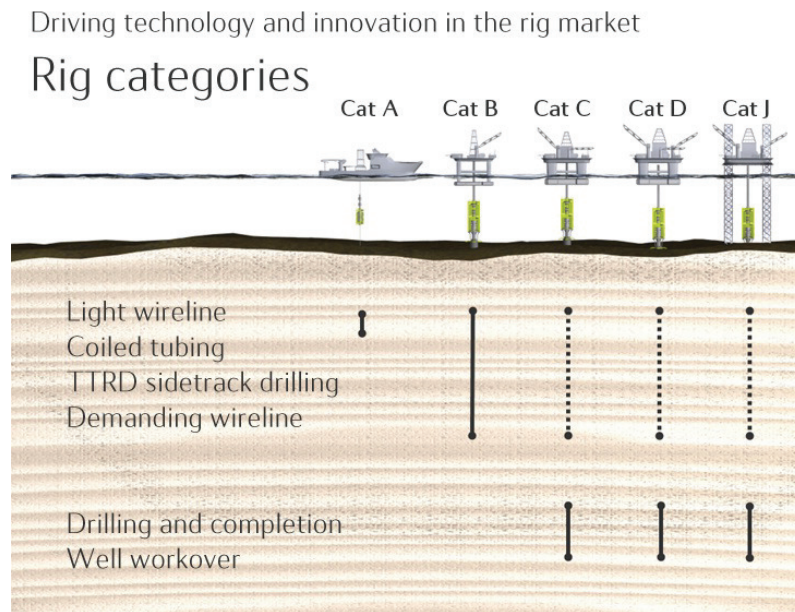 Driving technology and innovation in the rig market
Rig categories
Cat A Cat B Cat C Cat D Cat J
Light wireline
Coiled tubing
TTRD sidetrack drilling
Demanding wireline
Drilling and completion
Well workover